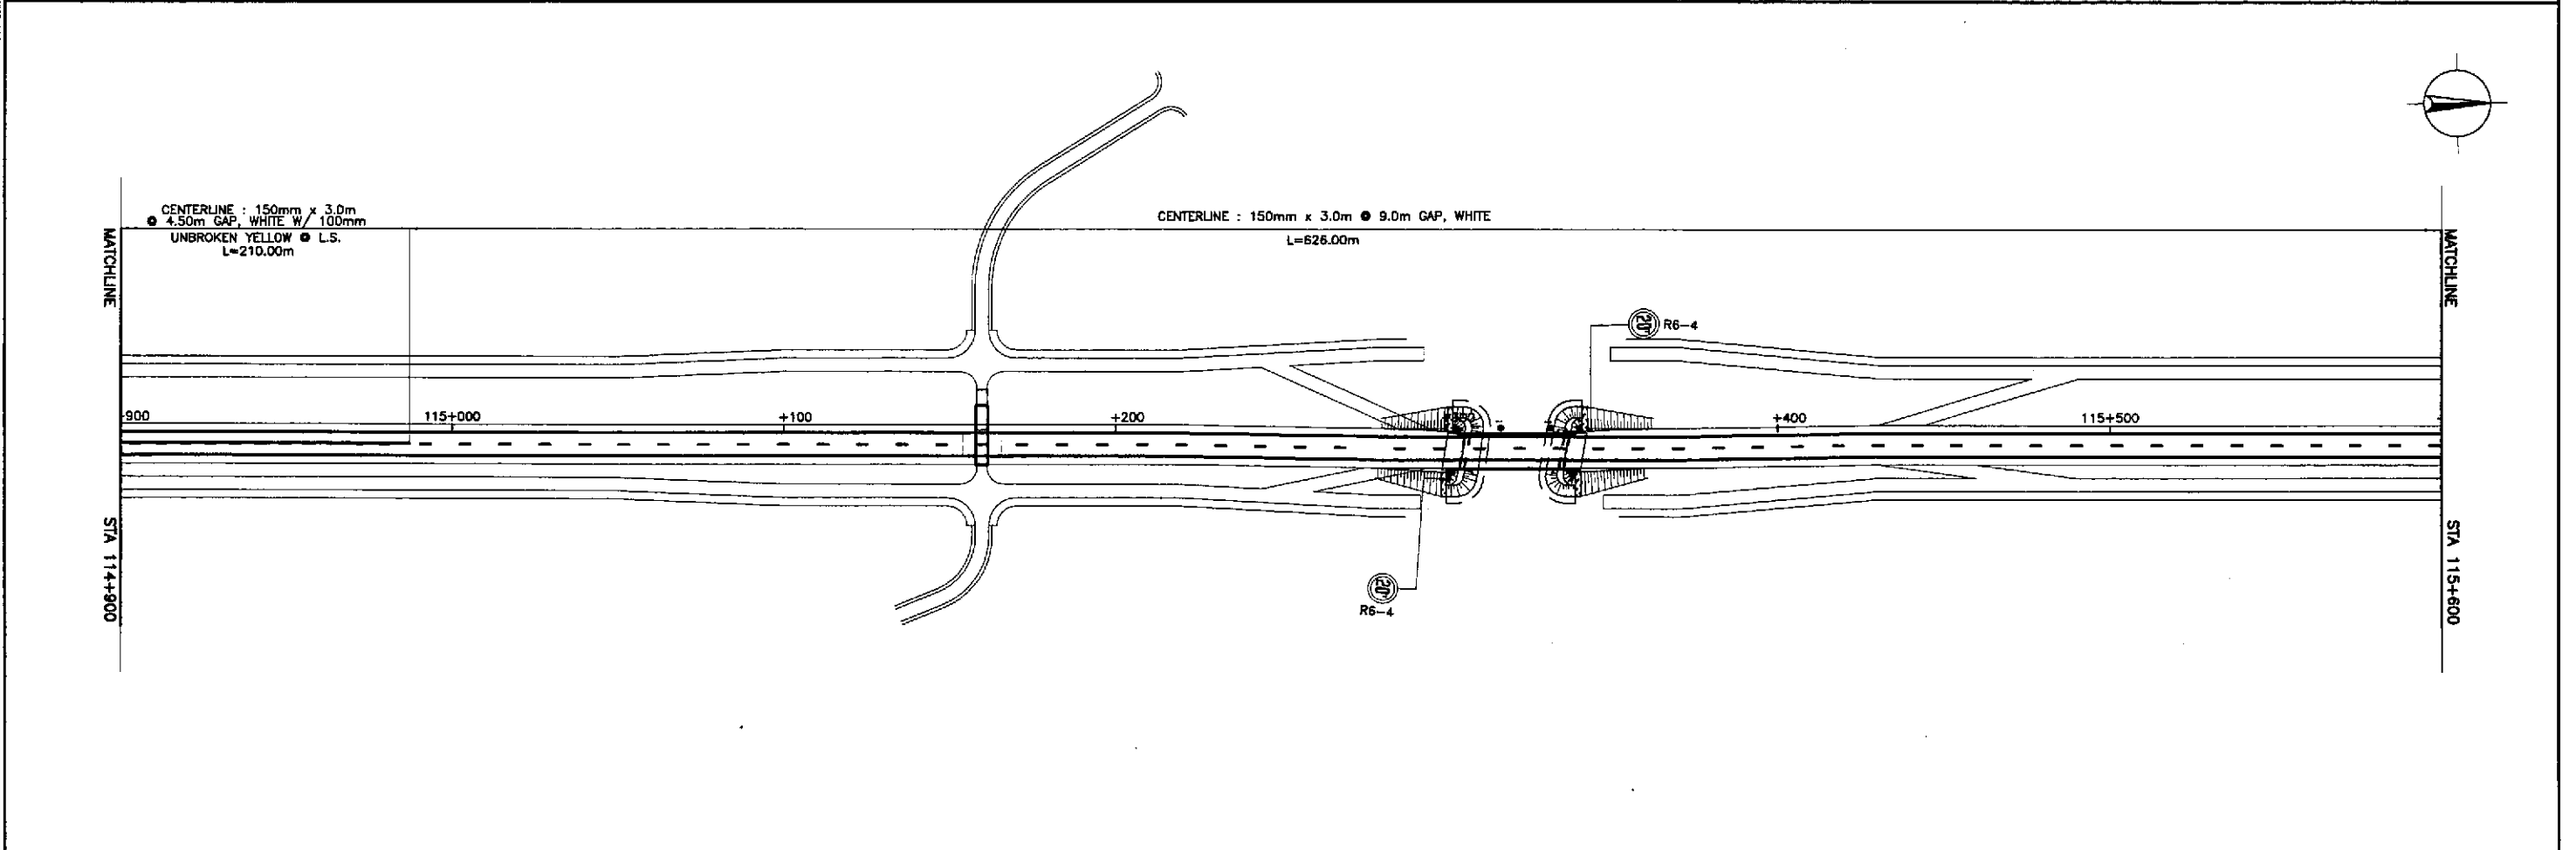 CENTERLINE : 150mm x 3.0m
@ 4.50m GAP, WHITE W/ 100mm
UNBROKEN YELLOW @ L.S.
L=210.00m
CENTERLINE : 150mm x 3.0m @ 9.0m GAP, WHITE
L=626.00m
MATCHLINE
MATCHLINE
20
R6-4
900
115+000
+100
+200
+400
115+500
STA 114+900
STA 115+600
20
R6-4